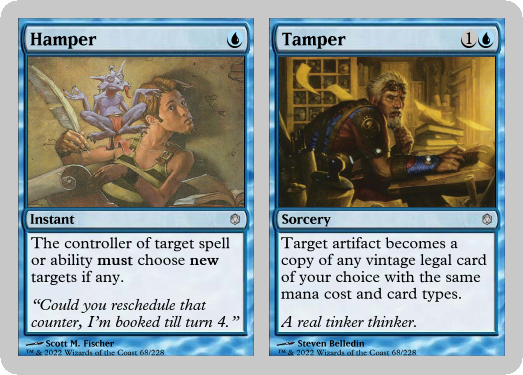 Hamper
Instant
The controller of target spell
or ability must choose new
targets if any.
“Could you reschedule that
counter, I’m booked till turn 4.”
Scott M. Fischer
™ & 2022 Wizards of the Coast 68/228
Tamper
1
Sorcery
Target artifact becomes a
copy of any vintage legal card
of your choice with the same
mana cost and card types.
A real tinker thinker.
Steven Belledin
™ & 2022 Wizards of the Coast 68/228